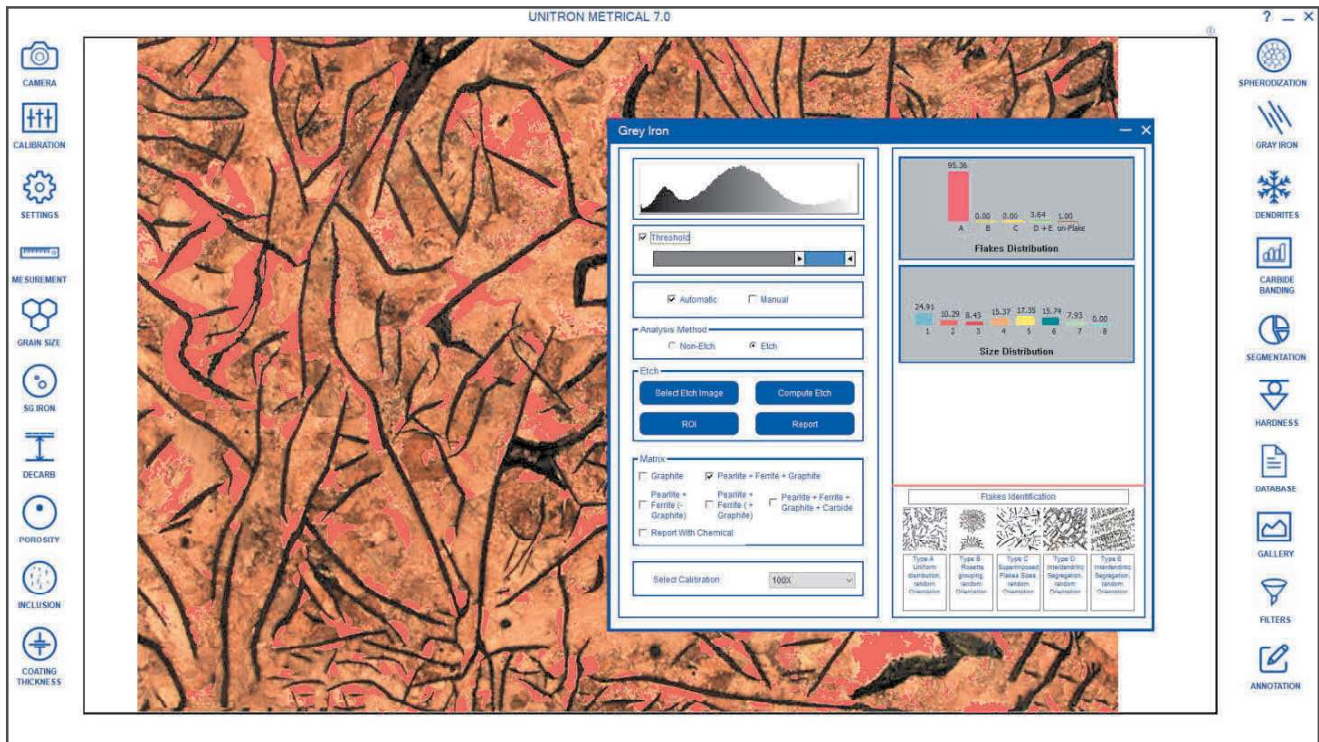 UNITRON METRICAL 7.0
CAMERA
CALIBRATION
SETTINGS
MESUREMENT
GRAIN SIZE
SG IRON
DECARB
POROSITY
INCLUSION
COATING
THICKNESS
Grey Iron
Threshold
Automatic
Manual
Analysis Method
Non-Etch
Etch
Etch
Select Etch Image
Compute Etch
ROI
Report
Matrix
Graphite
Pearlite + Ferrite + Graphite
Pearlite +
Ferrite (-
Graphite)
Pearlite +
Ferrite ( +
Graphite)
Pearlite + Ferrite +
Graphite + Carbide
Report With Chemical
Select Calibration
100X
95.36
0.00
0.00
3.64
1.00
A
B
C
D + E
on-Flake
Flakes Distribution
24.91
10.29
8.43
15.37
17.35
15.74
7.93
0.00
1
2
3
4
5
6
7
8
Size Distribution
Flakes Identification
Type A
Uniform
distribution,
random
Orientation
Type B
Rosette
grouping,
random
Orientation
Type C
Superimposed
Flakes Sizes,
random
Orientation
Type D
Interdendritic
Segregation,
random
Orientation
Type E
Interdendritic
Segregation,
random
Orientation
SPHERODIZATION
GRAY IRON
DENDRITES
CARBIDE
BANDING
SEGMENTATION
HARDNESS
DATABASE
GALLERY
FILTERS
ANNOTATION